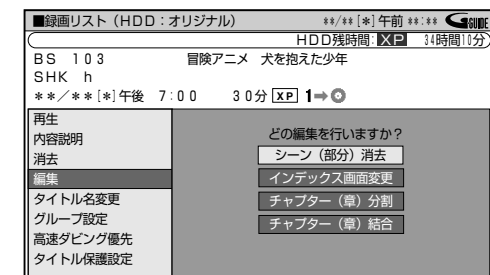 ■録画リスト（HDD：オリジナル） **/**[*]午前 **:** GGUIDE
HDD残時間：XP 34時間10分
BS 103 冒険アニメ 犬を抱えた少年
SHK h
**／**[*]午後 7:00 30分 XP 1➡
再生
内容説明
消去
編集
タイトル名変更
グループ設定
高速ダビング優先
タイトル保護設定
どの編集を行いますか？
シーン（部分）消去
インデックス画面変更
チャプター（章）分割
チャプター（章）結合